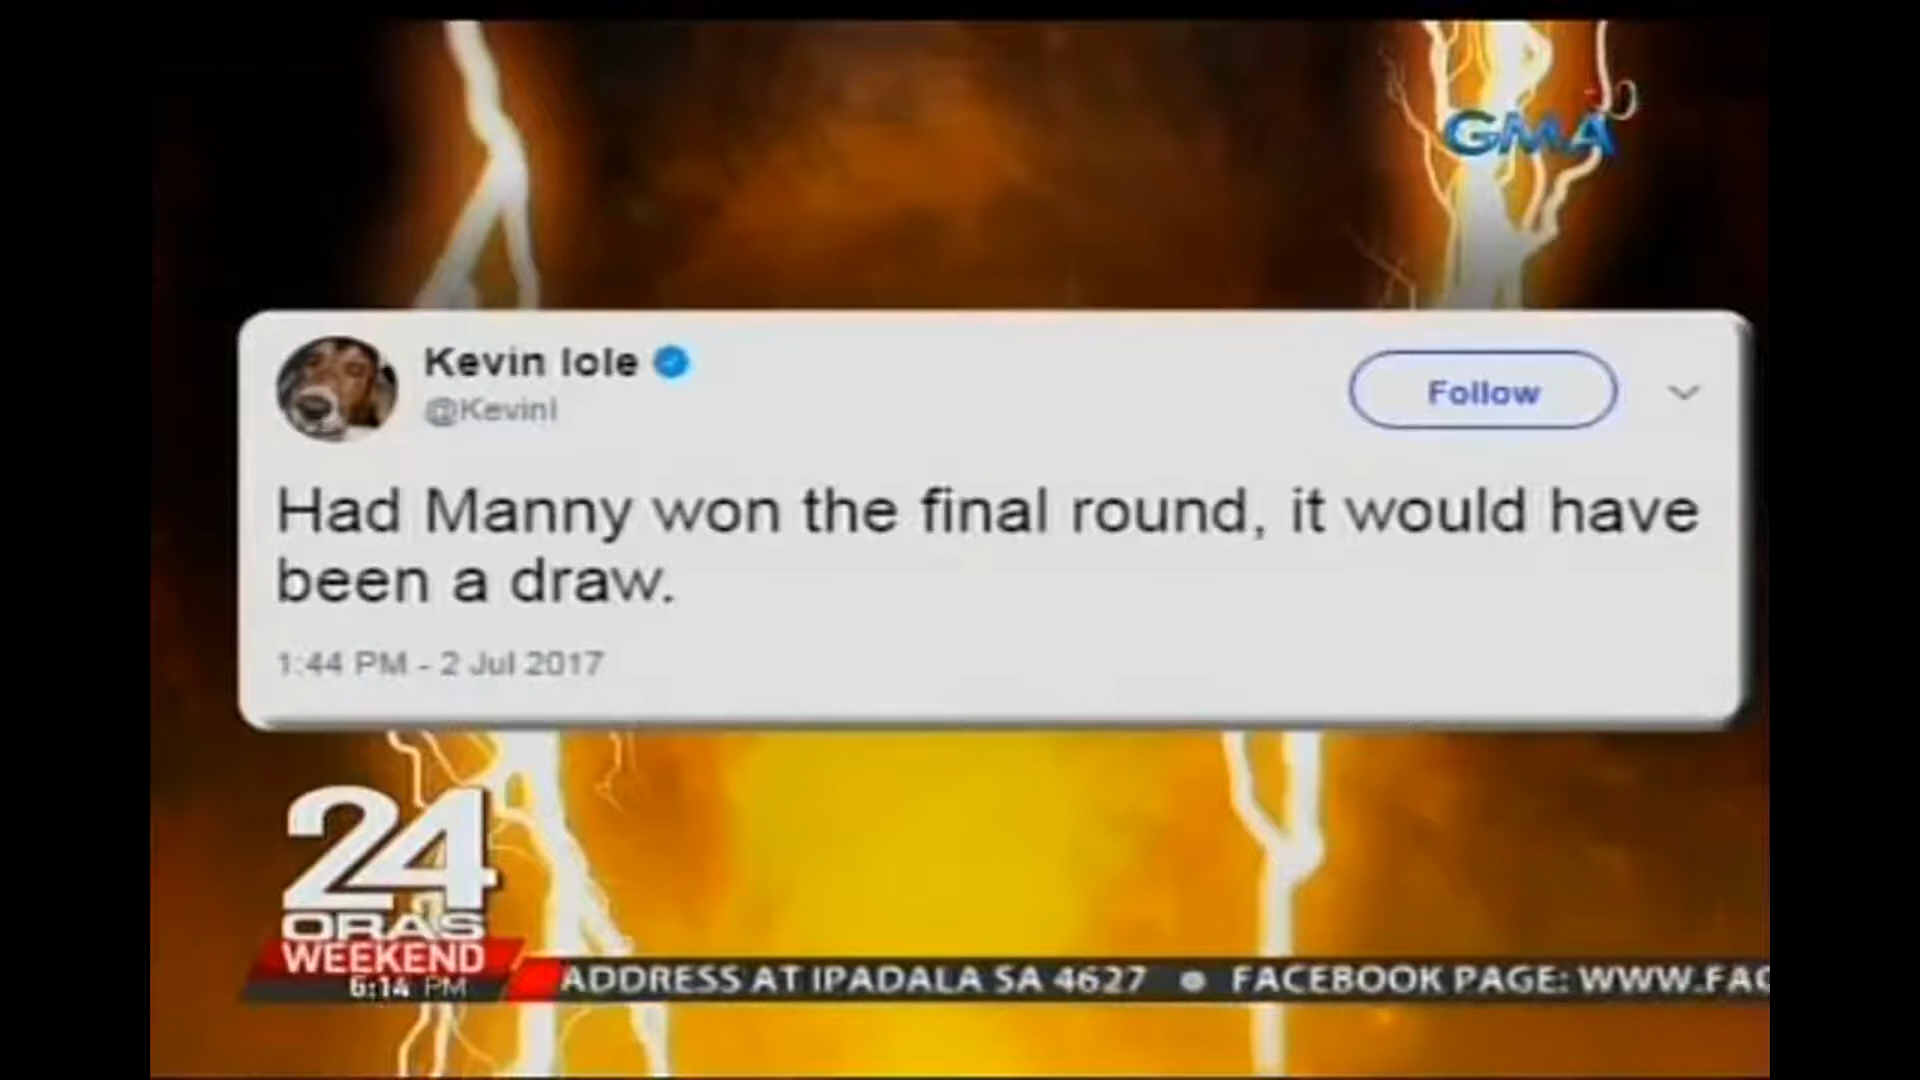 GMA
Kevin Iole
@KevinI
Follow
Had Manny won the final round, it would have
been a draw.
1:44 PM - 2 Jul 2017
24
ORAS
WEEKEND
6:14 PM
ADDRESS AT IPADALA SA 4627 ● FACEBOOK PAGE: WWW.FAC